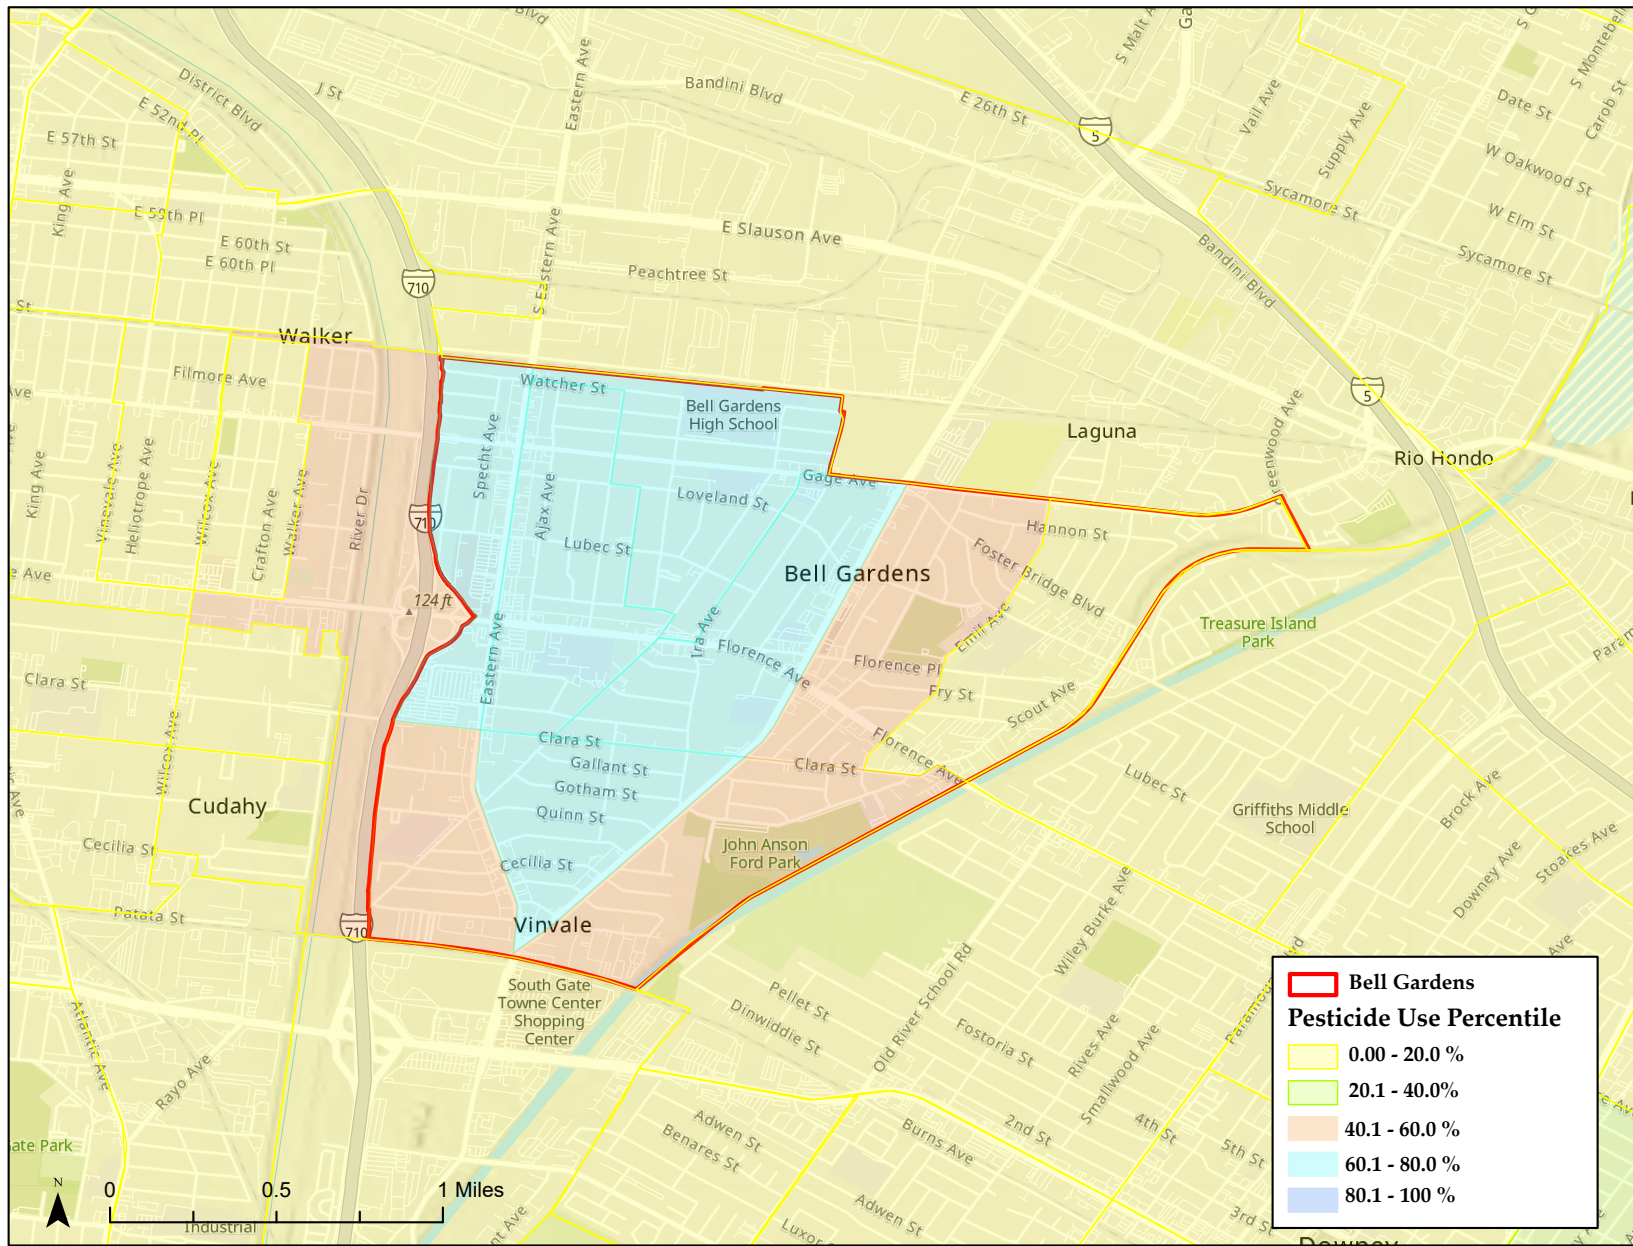 Bandini Blvd
E 26th St
Eastern Ave
District Blvd
J St
E 52nd Pl
E 57th St
King Ave
E 59th Pl
E 60th St
E 60th Pl
E Slauson Ave
Peachtree St
S Eastern Ave
5
Vail Ave
Supply Ave
Date St
Carob St
W Oakwood St
Sycamore St
W Elm St
Sycamore St
Bandini Blvd
710
Walker
Filmore Ave
Watcher St
Bell Gardens
High School
Laguna
Greenwood Ave
5
Rio Hondo
Specht Ave
Gage Ave
Loveland St
King Ave
Vinevale Ave
Heliotrope Ave
Wilcox Ave
Crafton Ave
Walker Ave
River Dr
710
Ajax Ave
Lubec St
Hannon St
Foster Bridge Blvd
Bell Gardens
124 ft
Eastern Ave
Ira Ave
Florence Ave
Florence Pl
Emil Ave
Fry St
Scout Ave
Treasure Island
Park
Clara St
Wilcox Ave
Clara St
Gallant St
Gotham St
Quinn St
Cecilia St
Clara St
Florence Ave
Lubec St
Griffiths Middle
School
Brock Ave
Stoakes Ave
Downey Ave
Cudahy
Cecilia St
Patata St
John Anson
Ford Park
Vinvale
710
South Gate
Towne Center
Shopping
Center
Pellet St
Dinwiddie St
Old River School Rd
Wiley Burke Ave
Fostoria St
Rives Ave
Smallwood Ave
Atlantic Ave
Rayo Ave
Adwen St
Benares St
Burns Ave
2nd St
4th St
5th St
3rd S
Adwen St
Industrial
Downey
N
0 0.5 1 Miles
Bell Gardens
Pesticide Use Percentile
0.00 - 20.0 %
20.1 - 40.0%
40.1 - 60.0 %
60.1 - 80.0 %
80.1 - 100 %